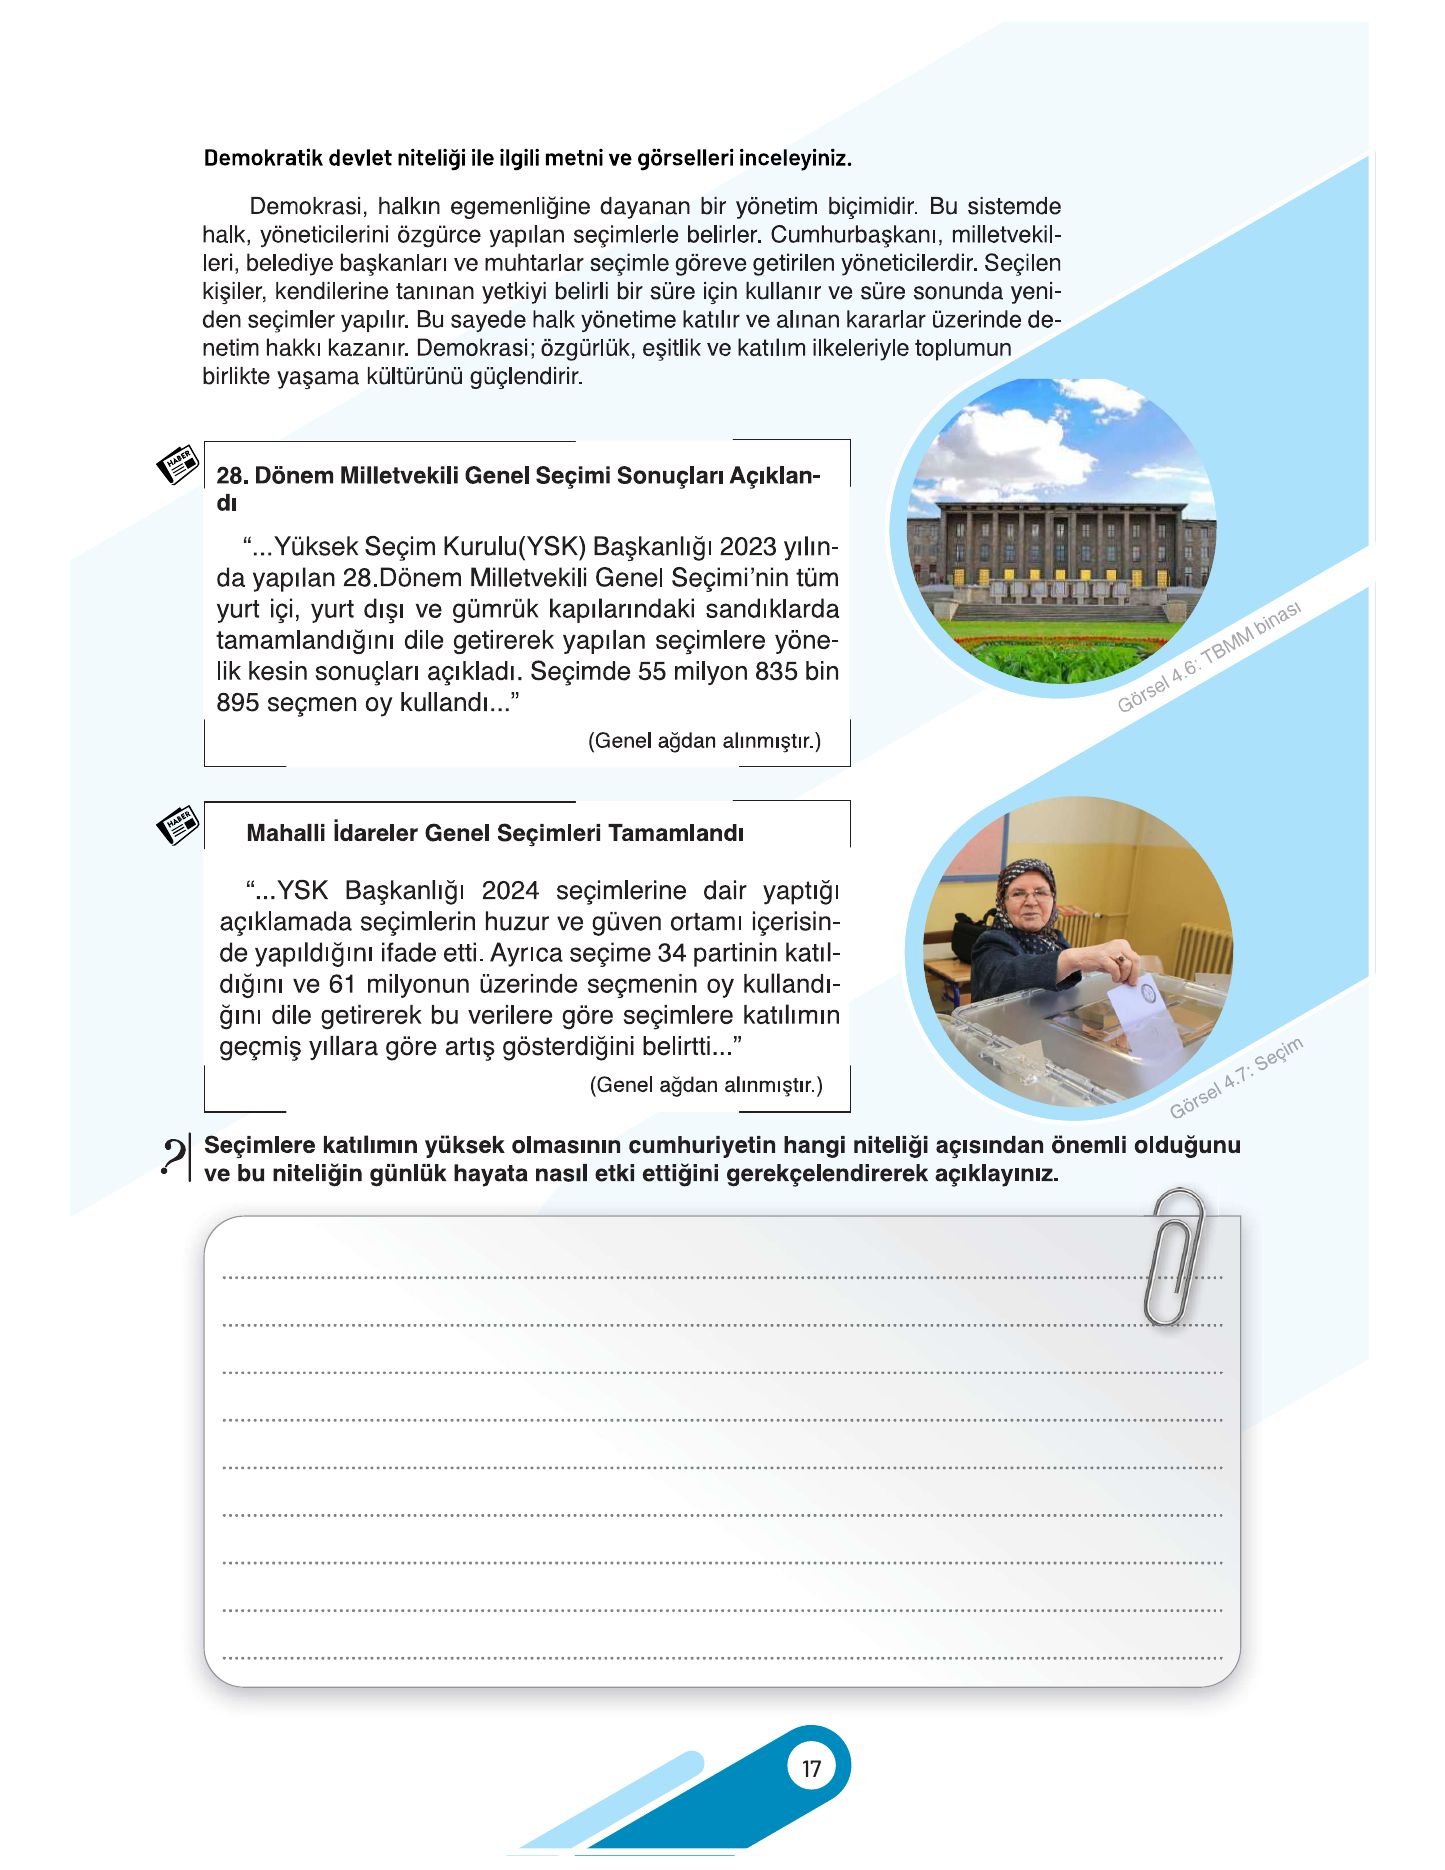 Demokratik devlet niteliği ile ilgili metni ve görselleri inceleyiniz.
Demokrasi, halkın egemenliğine dayanan bir yönetim biçimidir. Bu sistemde
halk, yöneticilerini özgürce yapılan seçimlerle belirler. Cumhurbaşkanı, milletvekil-
leri, belediye başkanları ve muhtarlar seçimle göreve getirilen yöneticilerdir. Seçilen
kişiler, kendilerine tanınan yetkiyi belirli bir süre için kullanır ve süre sonunda yeni-
den seçimler yapılır. Bu sayede halk yönetime katılır ve alınan kararlar üzerinde de-
netim hakkı kazanır. Demokrasi; özgürlük, eşitlik ve katılım ilkeleriyle toplumun
birlikte yaşama kültürünü güçlendirir.
HABER
28. Dönem Milletvekili Genel Seçimi Sonuçları Açıklan-
dı
“...Yüksek Seçim Kurulu(YSK) Başkanlığı 2023 yılın-
da yapılan 28.Dönem Milletvekili Genel Seçimi’nin tüm
yurt içi, yurt dışı ve gümrük kapılarındaki sandıklarda
tamamlandığını dile getirerek yapılan seçimlere yöne-
lik kesin sonuçları açıkladı. Seçimde 55 milyon 835 bin
895 seçmen oy kullandı...”
(Genel ağdan alınmıştır.)
Görsel 4.6: TBMM binası
HABER
Mahalli İdareler Genel Seçimleri Tamamlandı
“...YSK Başkanlığı 2024 seçimlerine dair yaptığı
açıklamada seçimlerin huzur ve güven ortamı içerisin-
de yapıldığını ifade etti. Ayrıca seçime 34 partinin katıl-
dığını ve 61 milyonun üzerinde seçmenin oy kullandı-
ğını dile getirerek bu verilere göre seçimlere katılımın
geçmiş yıllara göre artış gösterdiğini belirtti...”
(Genel ağdan alınmıştır.)
Görsel 4.7: Seçim
? Seçimlere katılımın yüksek olmasının cumhuriyetin hangi niteliği açısından önemli olduğunu
ve bu niteliğin günlük hayata nasıl etki ettiğini gerekçelendirerek açıklayınız.
17